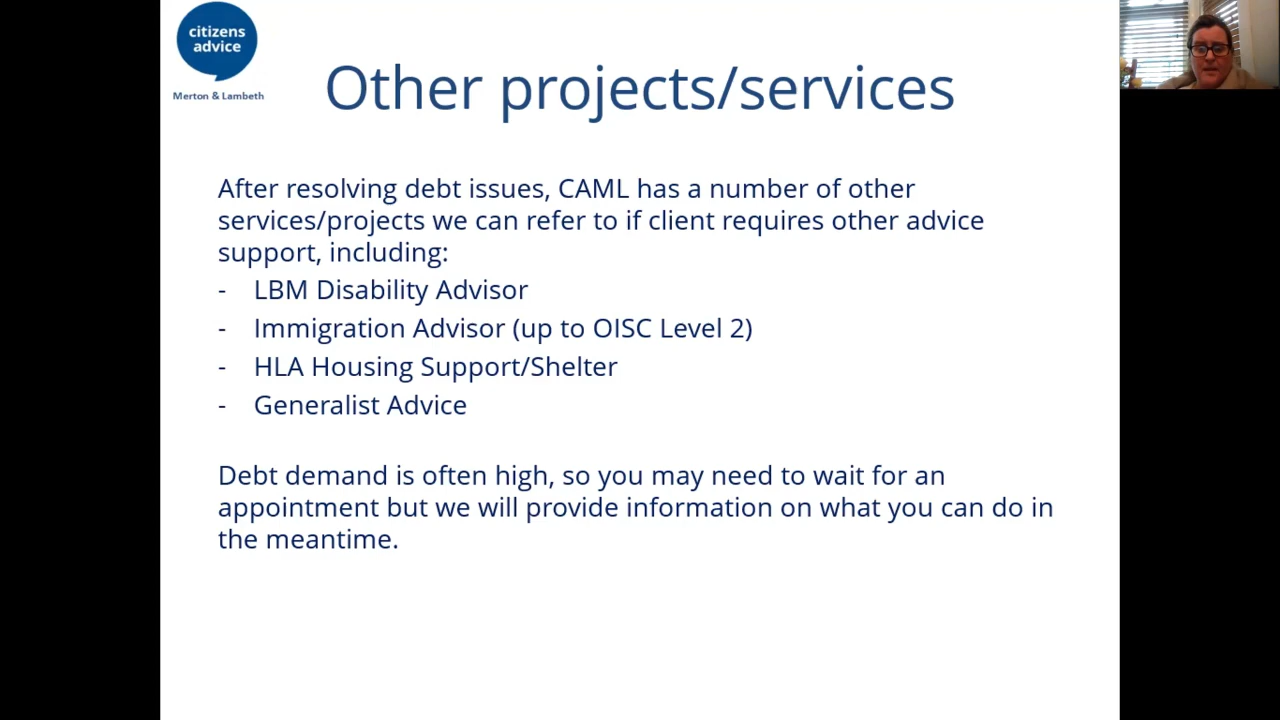 citizens
advice
Merton & Lambeth
Other projects/services
After resolving debt issues, CAML has a number of other
services/projects we can refer to if client requires other advice
support, including:
- LBM Disability Advisor
- Immigration Advisor (up to OISC Level 2)
- HLA Housing Support/Shelter
- Generalist Advice
Debt demand is often high, so you may need to wait for an
appointment but we will provide information on what you can do in
the meantime.